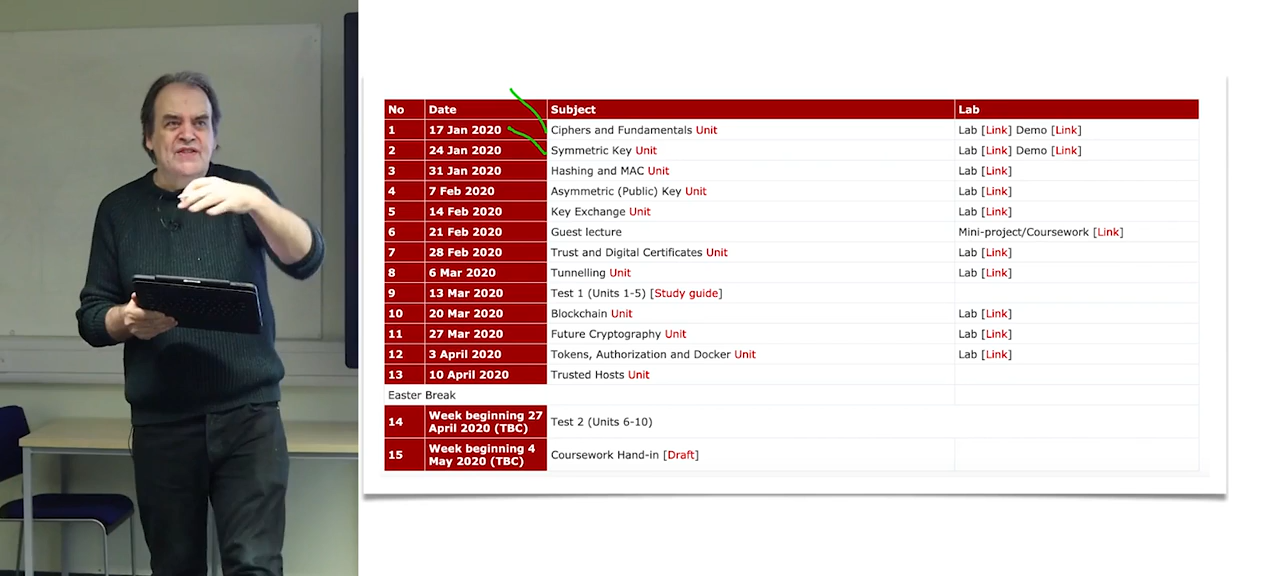 No Date Subject Lab
1 17 Jan 2020 Ciphers and Fundamentals Unit Lab [Link] Demo [Link]
2 24 Jan 2020 Symmetric Key Unit Lab [Link] Demo [Link]
3 31 Jan 2020 Hashing and MAC Unit Lab [Link]
4 7 Feb 2020 Asymmetric (Public) Key Unit Lab [Link]
5 14 Feb 2020 Key Exchange Unit Lab [Link]
6 21 Feb 2020 Guest lecture Mini-project/Coursework [Link]
7 28 Feb 2020 Trust and Digital Certificates Unit Lab [Link]
8 6 Mar 2020 Tunnelling Unit Lab [Link]
9 13 Mar 2020 Test 1 (Units 1-5) [Study guide]
10 20 Mar 2020 Blockchain Unit Lab [Link]
11 27 Mar 2020 Future Cryptography Unit Lab [Link]
12 3 April 2020 Tokens, Authorization and Docker Unit Lab [Link]
13 10 April 2020 Trusted Hosts Unit
Easter Break
14 Week beginning 27
April 2020 (TBC) Test 2 (Units 6-10)
15 Week beginning 4
May 2020 (TBC) Coursework Hand-in [Draft]